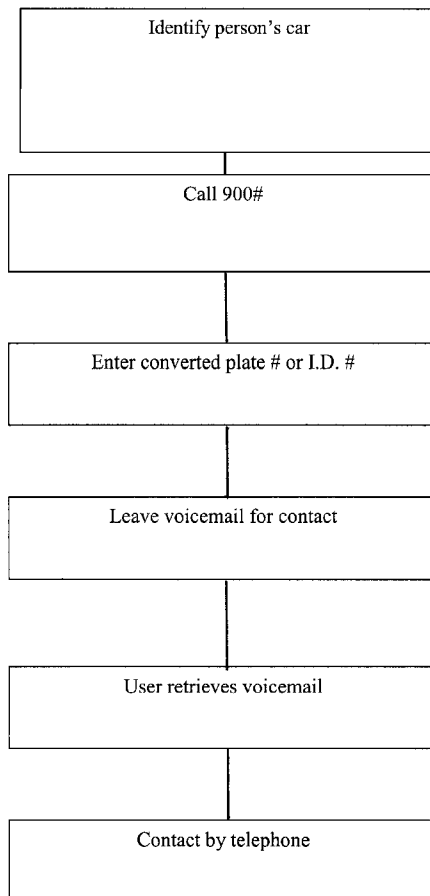 Identify person's car
Call 900#
Enter converted plate # or I.D. #
Leave voicemail for contact
User retrieves voicemail
Contact by telephone